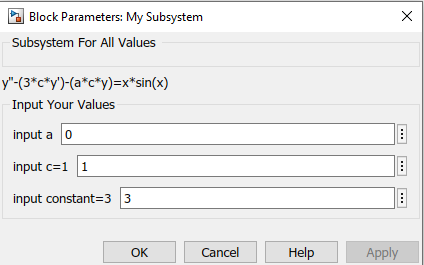 Block Parameters: My Subsystem
Subsystem For All Values
y"-(3*c*y')-(a*c*y)=x*sin(x)
Input Your Values
input a 0
input c=1 1
input constant=3 3
OK Cancel Help Apply